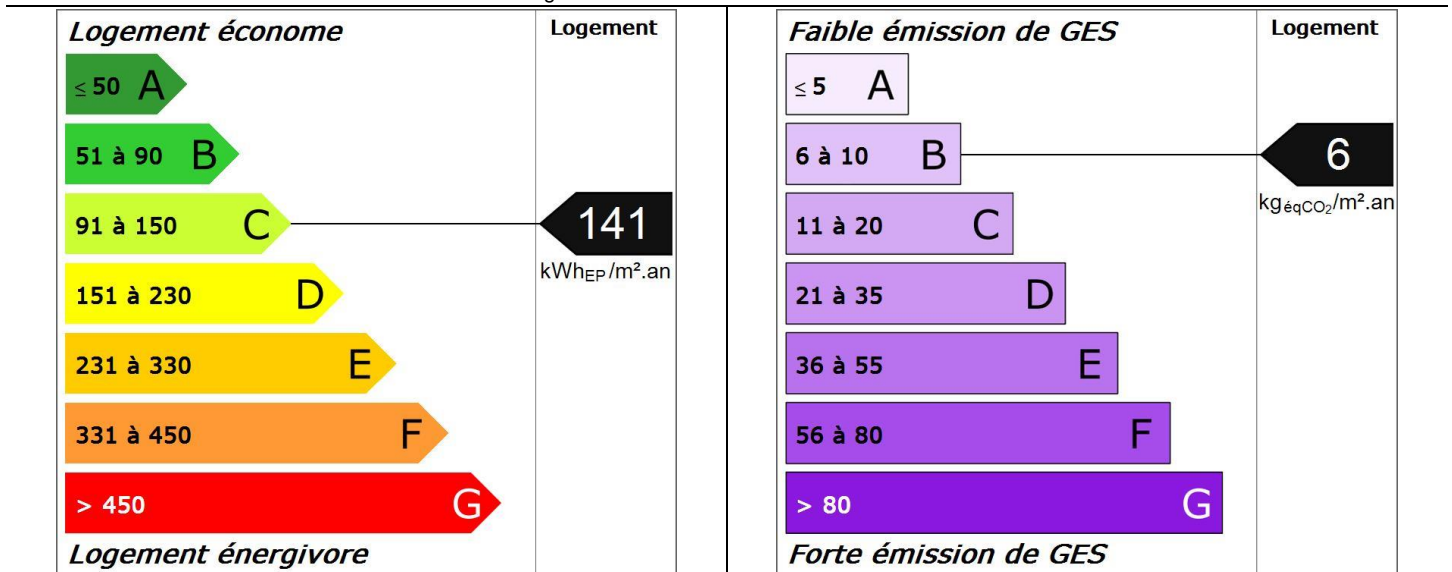 Logement économe
Logement
≤ 50 A
51 à 90 B
91 à 150 C
141
kWhEP/m².an
151 à 230 D
231 à 330 E
331 à 450 F
> 450 G
Logement énergivore
Faible émission de GES
Logement
≤ 5 A
6 à 10 B
6
kgéqCO2/m².an
11 à 20 C
21 à 35 D
36 à 55 E
56 à 80 F
> 80 G
Forte émission de GES